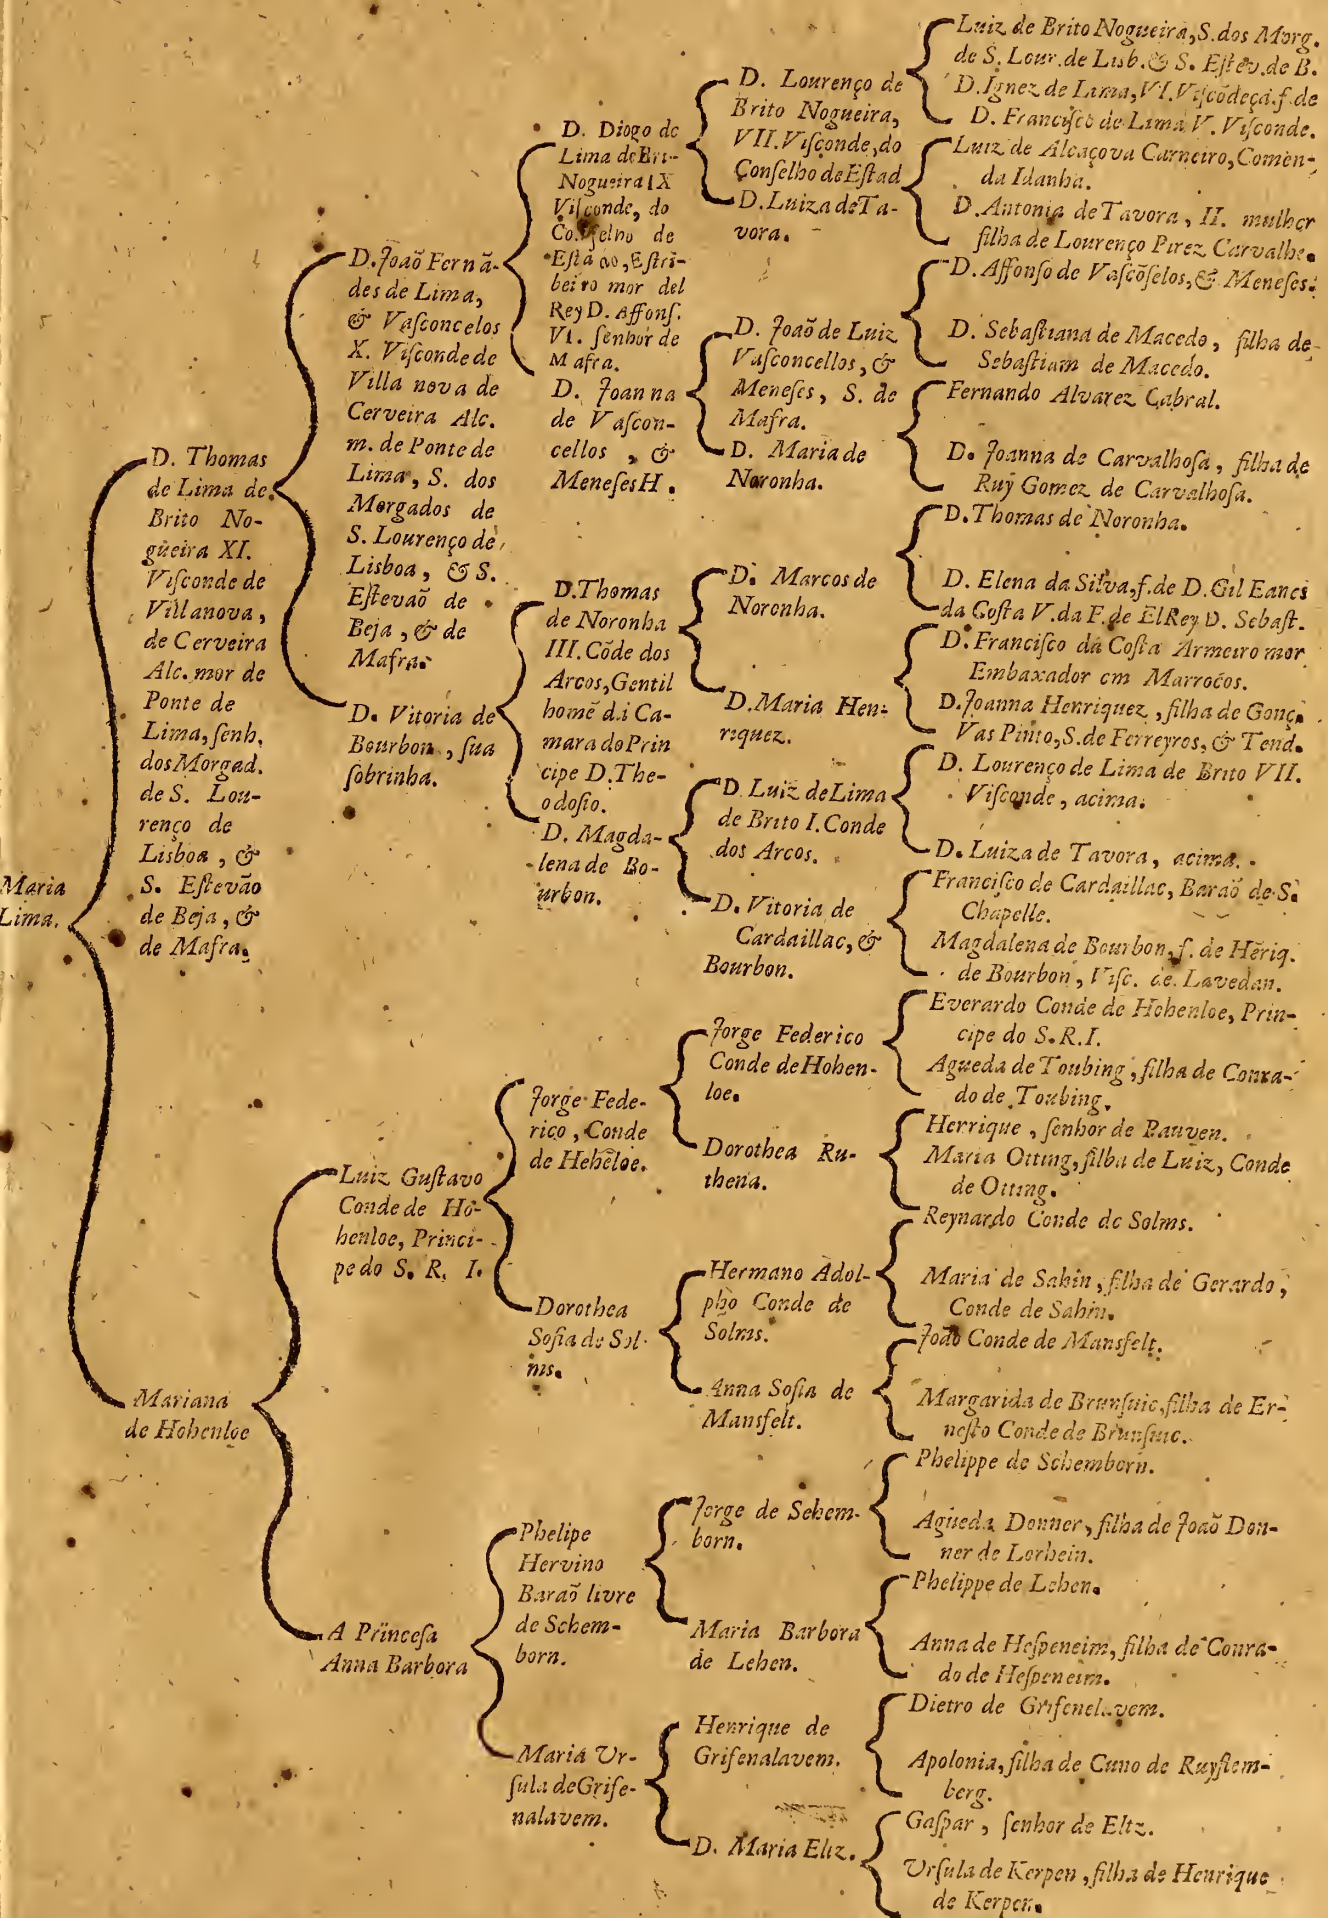 Maria
Lima.
D. Thomas
de Lima de
Brito No-
gueira XI.
Viſconde de
Villanova,
de Cerveira
Alc. mor de
Ponte de
Lima, ſenh.
dos Morgad.
de S. Lou-
renço de
Lisboa, &
S. Eſtevão
de Beja, &
de Mafra.
Mariana
de Hohenloe
D. Joaõ Fernã-
des de Lima,
& Vaſconcelos
X. Viſconde de
Villa nova de
Cerveira Alc.
m. de Ponte de
Lima, S. dos
Morgados de
S. Lourenço de
Lisboa, & S.
Eſtevaõ de
Beja, & de
Mafra.
D. Vitoria de
Bourbon, ſua
ſobrinha.
Luiz Guſtavo
Conde de Ho-
henloe, Princi-
pe do S. R. I.
A Princeſa
Anna Barbora
D. Diogo de
Lima de Bri-
Nogueira IX
Viſconde, do
Conſelho de
Eſtado, Eſtri-
beiro mor del
Rey D. Affonſ.
VI. ſenhor de
Mafra.
D. Joanna
de Vaſcon-
cellos, &
Meneſes H.
D. Thomas
de Noronha
III. Cõde dos
Arcos, Gentil
homẽ da Ca-
mara do Prin
cipe D. The-
odoſio.
D. Magda-
lena de Bo-
urbon.
Jorge Fede-
rico, Conde
de Hehẽloe.
Dorothea
Sofia de Sol-
ms.
Phelipe
Hervino
Baraõ livre
de Schem-
born.
Maria Ur-
ſula de Griſe-
nalavem.
D. Lourenço de
Brito Nogueira,
VII. Viſconde, do
Conſelho de Eſtad
D. Luiza de Ta-
vora.
D. Joaõ de Luiz
Vaſconcellos, &
Meneſes, S. de
Mafra.
D. Maria de
Noronha.
D. Marcos de
Noronha.
D. Maria Hen-
riquez.
D. Luiz de Lima
de Brito I. Conde
dos Arcos.
D. Vitoria de
Cardaillac, &
Bourbon.
Jorge Federico
Conde de Hohen-
loe.
Dorothea Ru-
thena.
Hermano Adol-
pho Conde de
Solms.
Anna Sofia de
Mansfelt.
Jorge de Schem-
born.
Maria Barbora
de Lehen.
Henrique de
Griſenalavem.
D. Maria Eltz.
Luiz de Brito Nogueira, S. dos Morg.
de S. Lour. de Lisb. & S. Eſtev. de B.
D. Ignez de Lima, VI. Viſcõdeça. f. de
D. Franciſco de Lima V. Viſconde.
Luiz de Alcaçova Carneiro, Comen-
da Idanha.
D. Antonia de Tavora, II. mulher
filha de Lourenço Pirez Carvalho.
D. Affonſo de Vaſcõſelos, & Meneſes.
D. Sebaſtiana de Macedo, filha de
Sebaſtiam de Macedo.
Fernando Alvarez Cabral.
D. Joanna de Carvalhoſa, filha de
Ruy Gomez de Carvalhoſa.
D. Thomas de Noronha.
D. Elena da Silva, f. de D. Gil Eanes
da Coſta V. da F. de ElRey D. Sebaſt.
D. Franciſco da Coſta Armeiro mor
Embaxador em Marrocos.
D. Joanna Henriquez, filha de Gonç.
Vas Pinto, S. de Ferreyros, & Tend.
D. Lourenço de Lima de Brito VII.
Viſconde, acima.
D. Luiza de Tavora, acima.
Franciſco de Cardaillac, Baraõ de S.
Chapelle.
Magdalena de Bourbon, f. de Hẽriq.
de Bourbon, Viſc. de Lavedan.
Everardo Conde de Hohenloe, Prin-
cipe do S. R. I.
Agueda de Toubing, filha de Conra-
do de Toubing.
Herrique, ſenhor de Rauven.
Maria Otting, filha de Luiz, Conde
de Otting.
Reynardo Conde de Solms.
Maria de Sahin, filha de Gerardo,
Conde de Sahin.
Joaõ Conde de Mansfelt.
Margarida de Brunſuic, filha de Er-
neſto Conde de Brunſuic.
Phelippe de Schemborn.
Agueda Donner, filha de Joaõ Don-
ner de Lorhein.
Phelippe de Lehen.
Anna de Heſpeneim, filha de Conra-
do de Heſpeneim.
Dietro de
Apolonia, filha de Cuno de Ruyſtem-
berg.
Gaſpar, ſenhor de Eltz.
Urſula de Kerpen, filha de Henrique
de Kerpen.